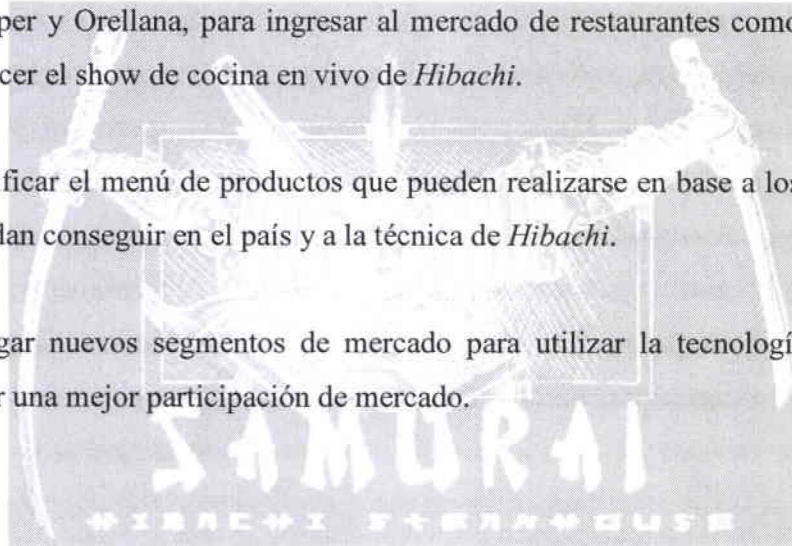 per y Orellana, para ingresar al mercado de restaurantes como
cer el show de cocina en vivo de Hibachi.
ficar el menú de productos que pueden realizarse en base a los
dan conseguir en el país y a la técnica de Hibachi.
gar nuevos segmentos de mercado para utilizar la tecnologí
r una mejor participación de mercado.
SAMURAI
HIBACHI STEAKHOUSE